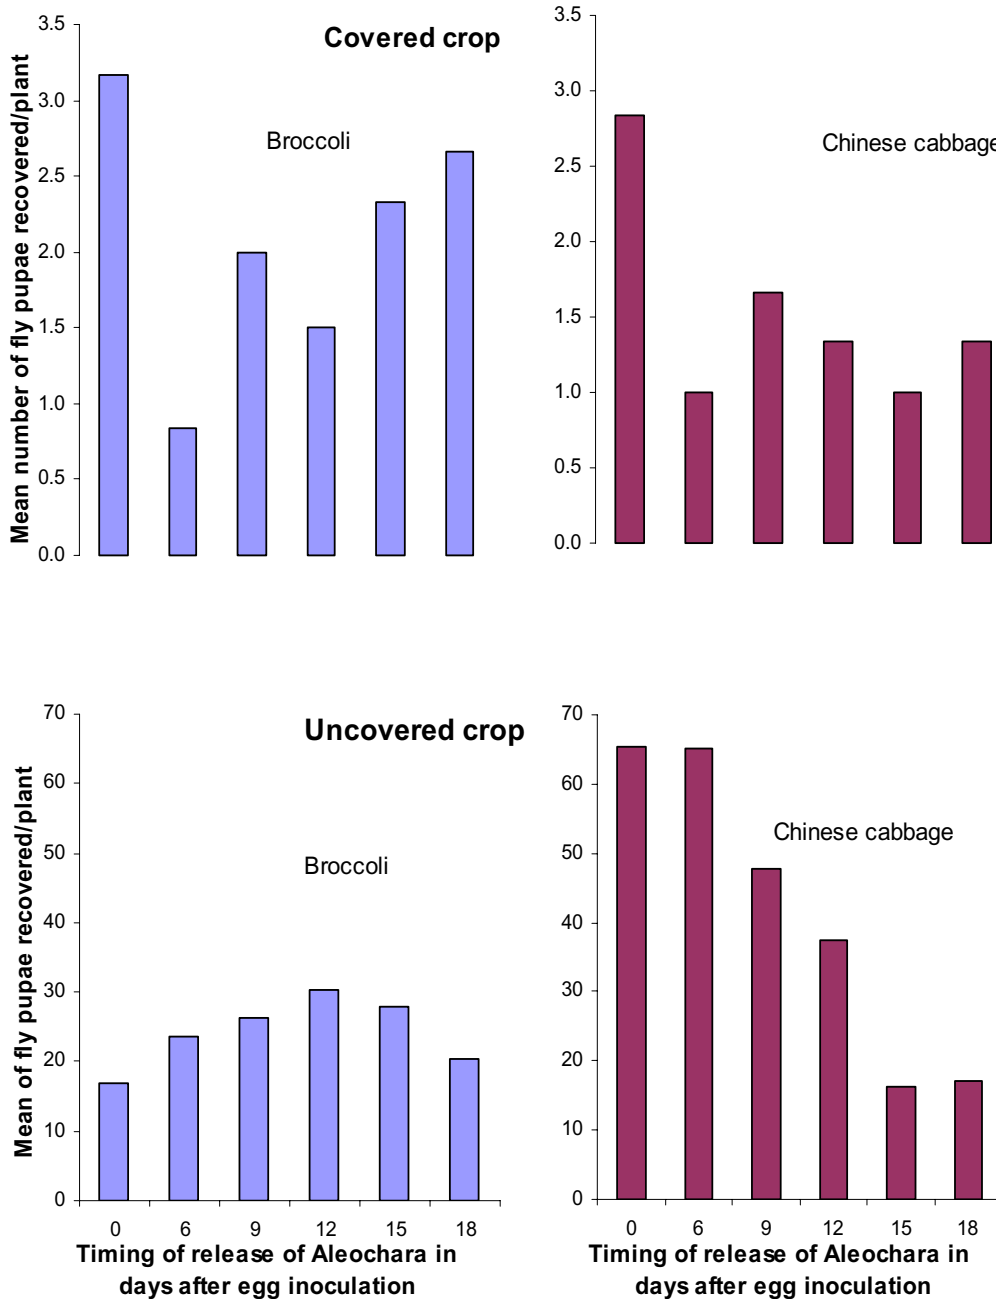 Covered crop
Mean number of fly pupae recovered/plant
3.5
3.0
2.5
2.0
1.5
1.0
0.5
0.0
Broccoli
3.5
3.0
2.5
2.0
1.5
1.0
0.5
0.0
Chinese cabbage
Uncovered crop
Mean of fly pupae recovered/plant
70
60
50
40
30
20
10
0
Broccoli
0 6 9 12 15 18
Timing of release of Aleochara in
days after egg inoculation
70
60
50
40
30
20
10
0
Chinese cabbage
0 6 9 12 15 18
Timing of release of Aleochara in
days after egg inoculation